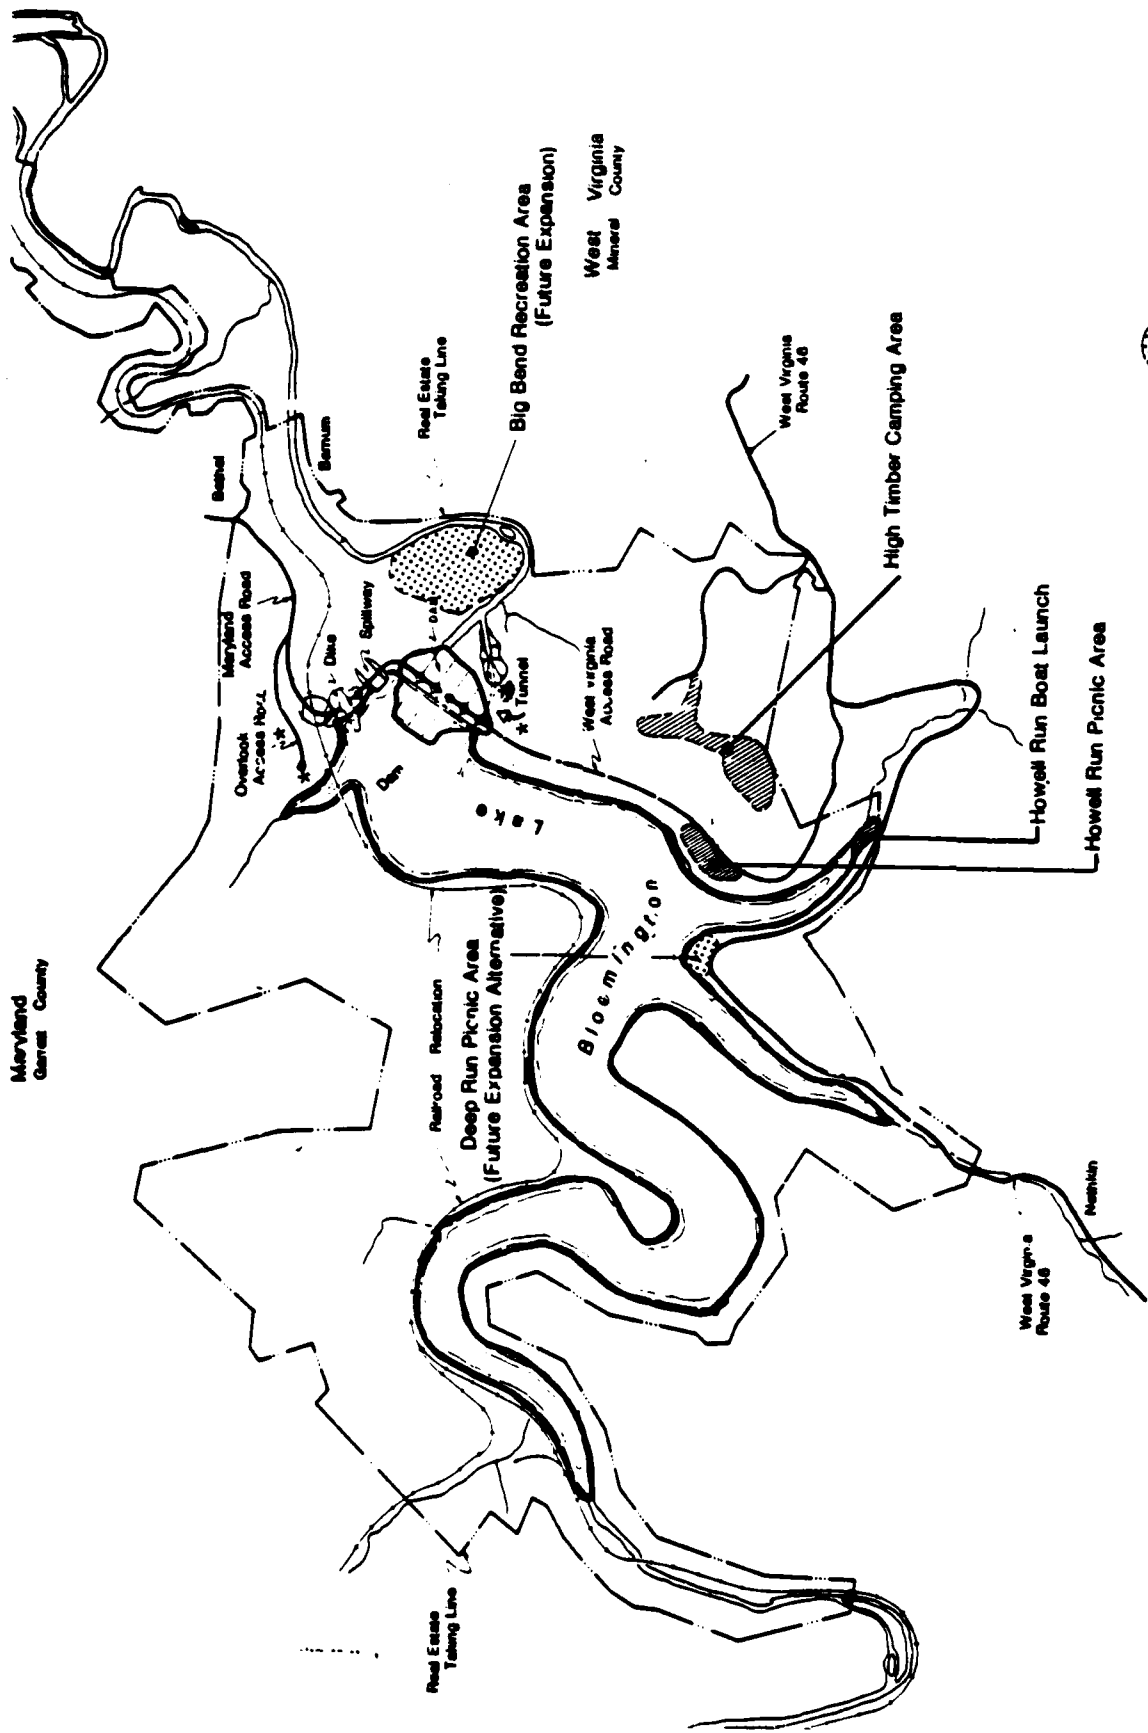 Maryland
Garrett County
Bethel
Barnum
Maryland
Access Road
Overlook
Access Road
Dike
Spillway
Dam
Tunnel
Real Estate
Taking Line
Big Bend Recreation Area
(Future Expansion)
West Virginia
Mineral County
West Virginia
Access Road
West Virginia
Route 46
High Timber Camping Area
Howell Run Boat Launch
Howell Run Picnic Area
Bloomington
Lake
Railroad Relocation
Deep Run Picnic Area
(Future Expansion Alternative)
West Virginia
Route 46
Nethkin
Real Estate
Taking Line